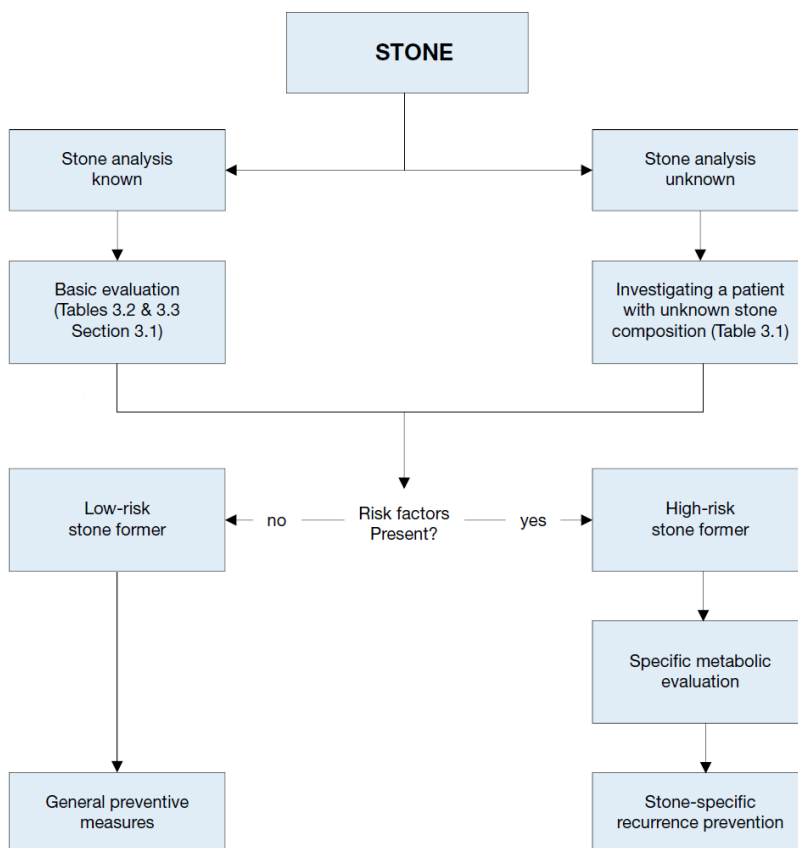 STONE
Stone analysis
known
Stone analysis
unknown
Basic evaluation
(Tables 3.2 & 3.3
Section 3.1)
Investigating a patient
with unknown stone
composition (Table 3.1)
Low-risk
stone former
no
Risk factors
Present?
yes
High-risk
stone former
Specific metabolic
evaluation
General preventive
measures
Stone-specific
recurrence prevention